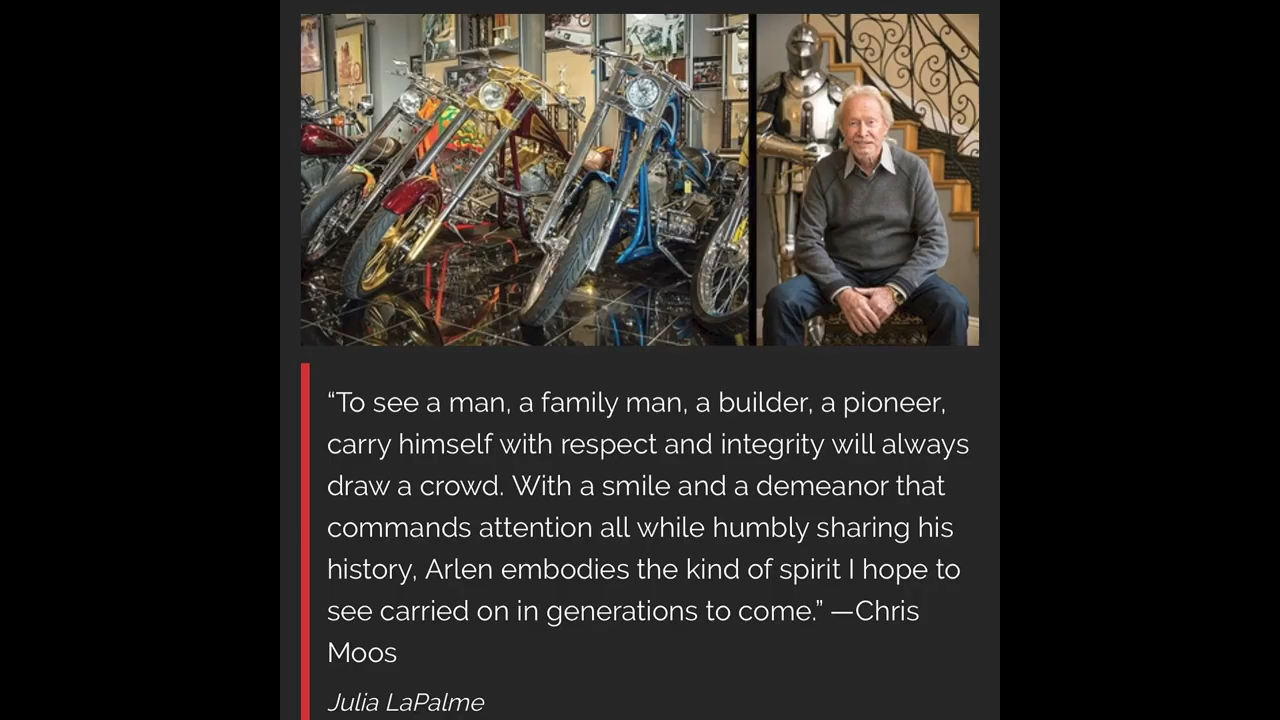 “To see a man, a family man, a builder, a pioneer,
carry himself with respect and integrity will always
draw a crowd. With a smile and a demeanor that
commands attention all while humbly sharing his
history, Arlen embodies the kind of spirit I hope to
see carried on in generations to come.” —Chris
Moos
Julia LaPalme